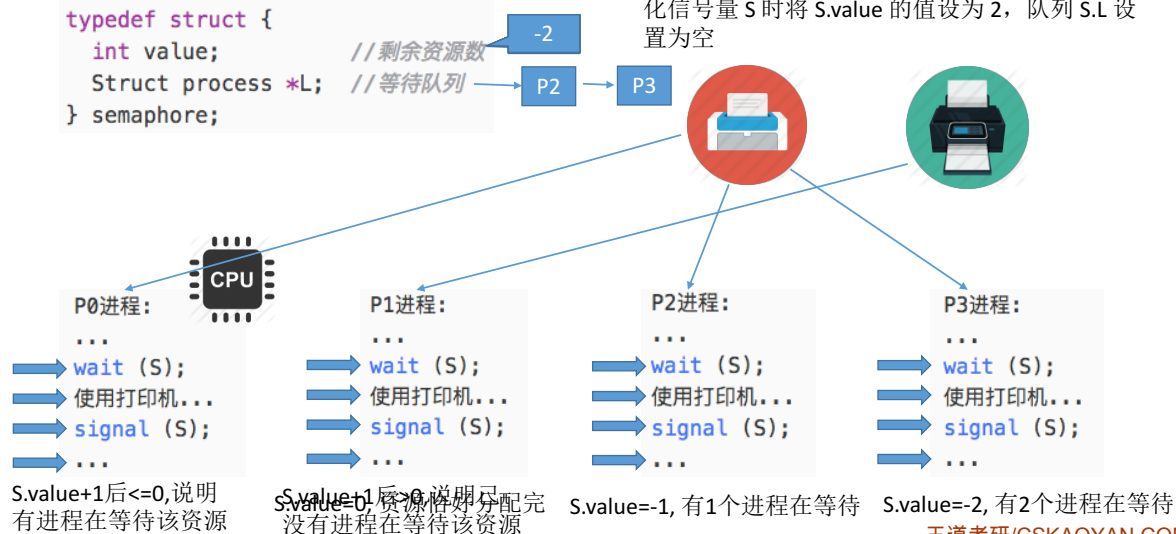 化信号量 S 时将 S.value 的值设为 2，队列 S.L 设
置为空
typedef struct {
int value; //剩余资源数
-2
Struct process *L; //等待队列
P2
P3
} semaphore;
CPU
P0进程:
...
wait (S);
使用打印机...
signal (S);
...
S.value+1后<=0,说明
有进程在等待该资源
P1进程:
...
wait (S);
使用打印机...
signal (S);
...
S.value=0, 资源恰好分配完
S.value+1后>0,说明已
没有进程在等待该资源
P2进程:
...
wait (S);
使用打印机...
signal (S);
...
S.value=-1, 有1个进程在等待
P3进程:
...
wait (S);
使用打印机...
signal (S);
...
S.value=-2, 有2个进程在等待